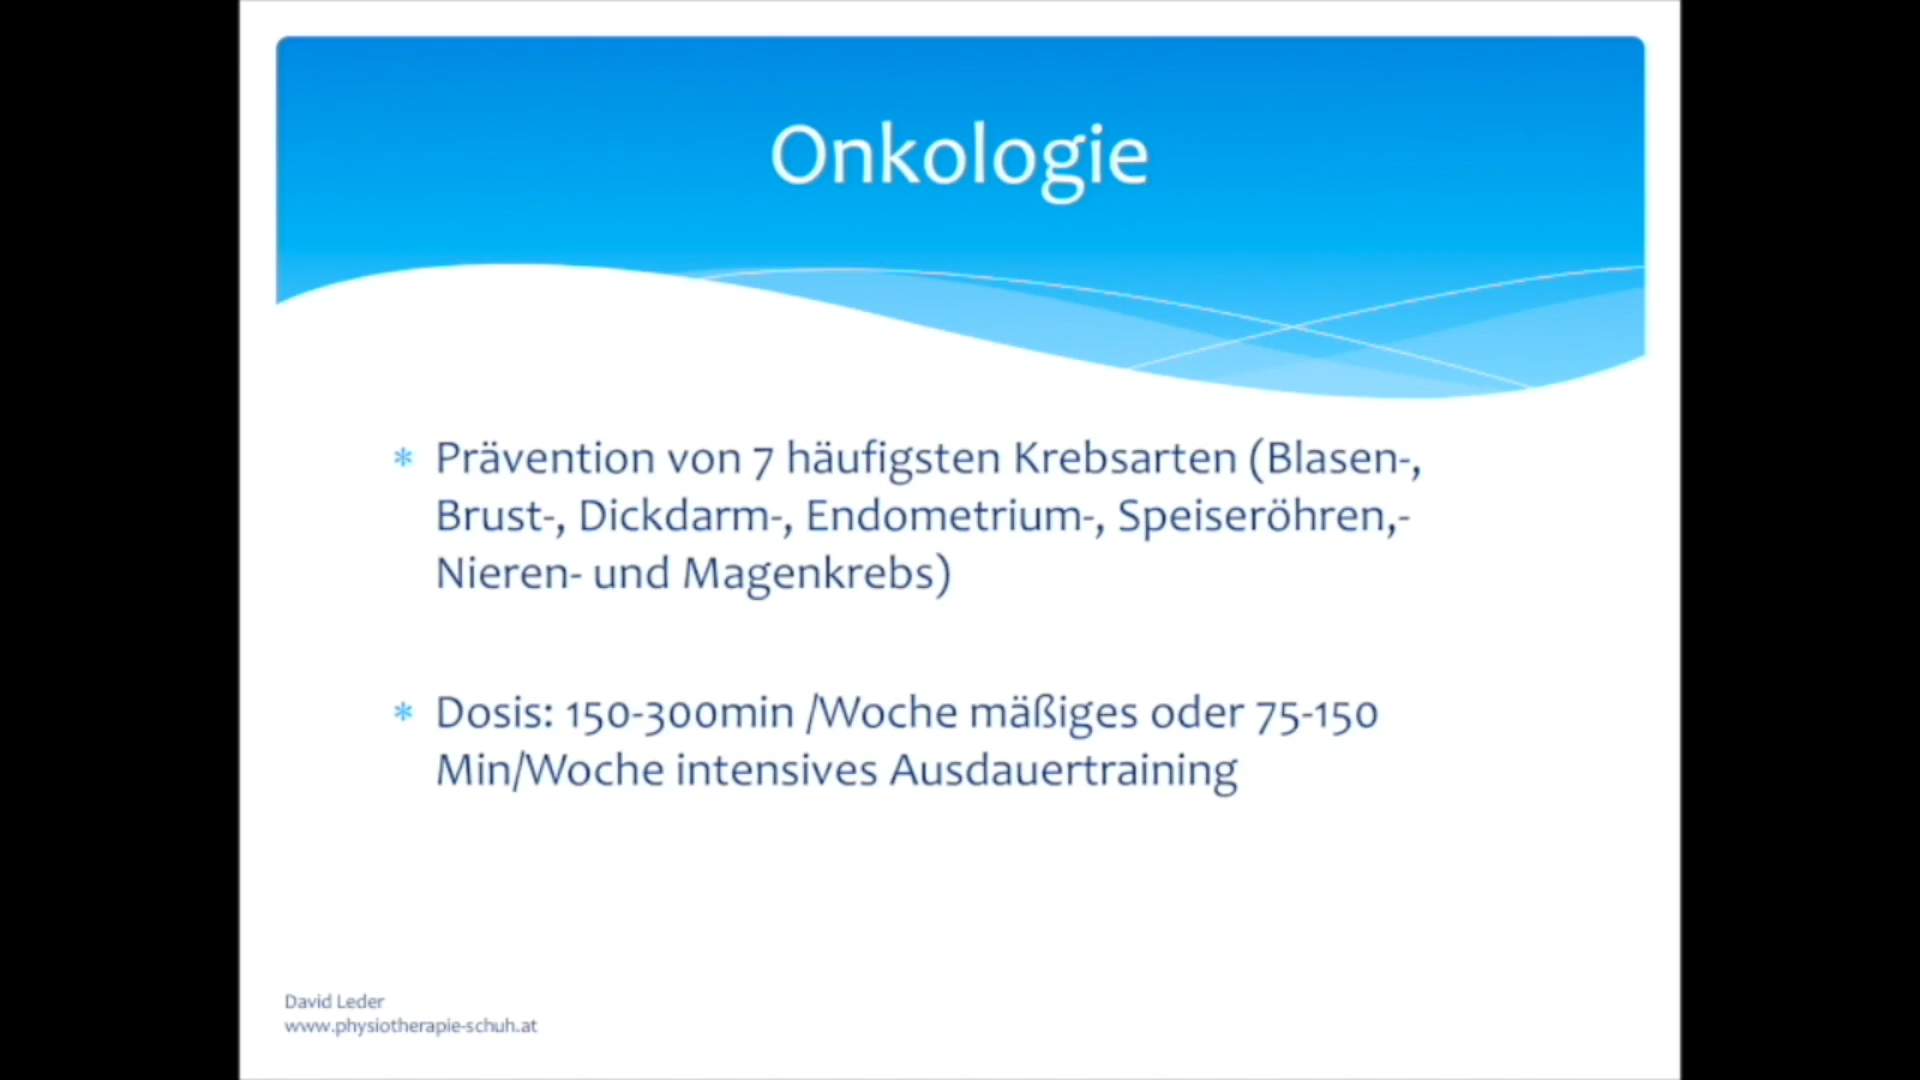 Onkologie
* Prävention von 7 häufigsten Krebsarten (Blasen-,
Brust-, Dickdarm-, Endometrium-, Speiseröhren,-
Nieren- und Magenkrebs)
* Dosis: 150-300min /Woche mäßiges oder 75-150
Min/Woche intensives Ausdauertraining
David Leder
www.physiotherapie-schuh.at